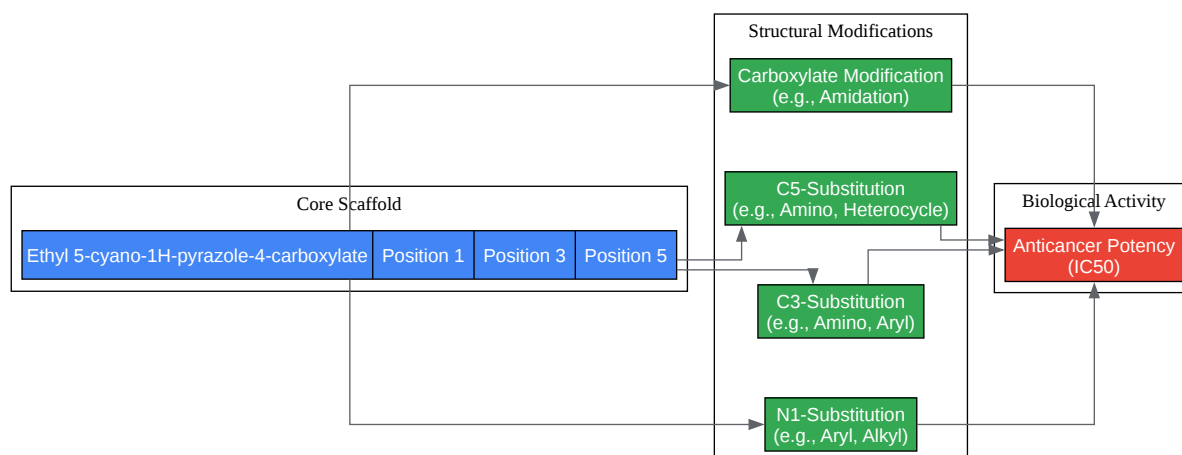 Structural Modifications
Carboxylate Modification
(e.g., Amidation)
Core Scaffold
Ethyl 5-cyano-1H-pyrazole-4-carboxylate
Position 1
Position 3
Position 5
C5-Substitution
(e.g., Amino, Heterocycle)
C3-Substitution
(e.g., Amino, Aryl)
N1-Substitution
(e.g., Aryl, Alkyl)
Biological Activity
Anticancer Potency
(IC50)